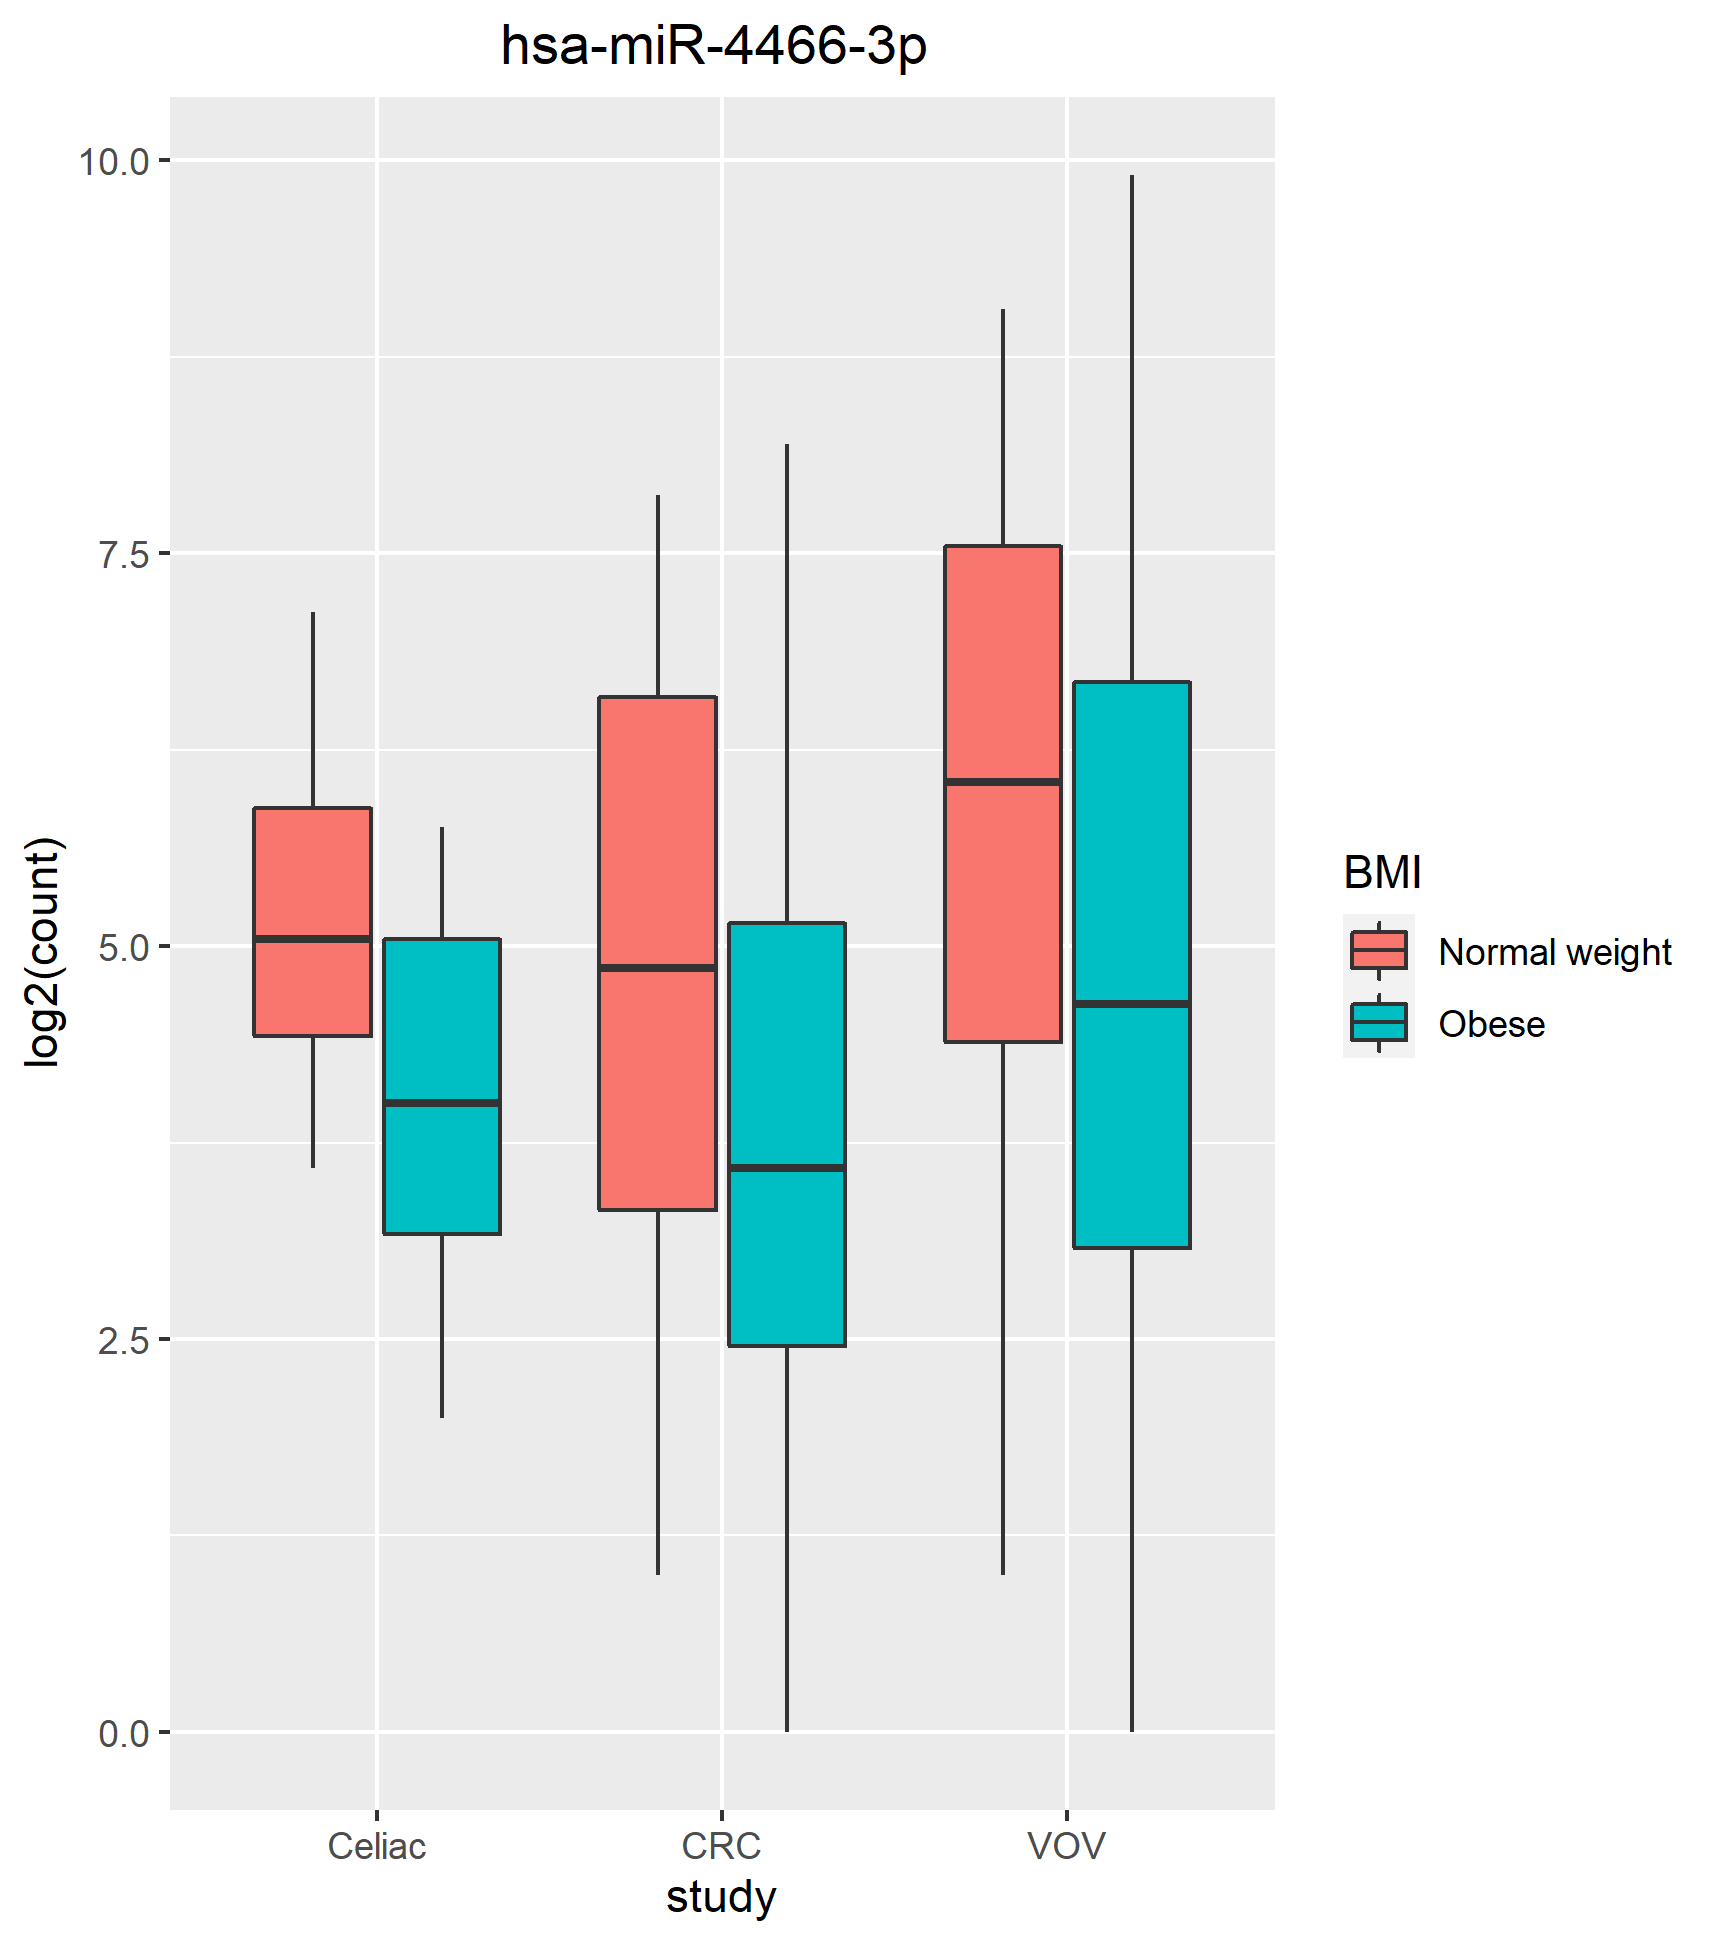 hsa-miR-4466-3p
10.0
7.5
5.0
2.5
0.0
log2(count)
Celiac
CRC
VOV
study
BMI
Normal weight
Obese